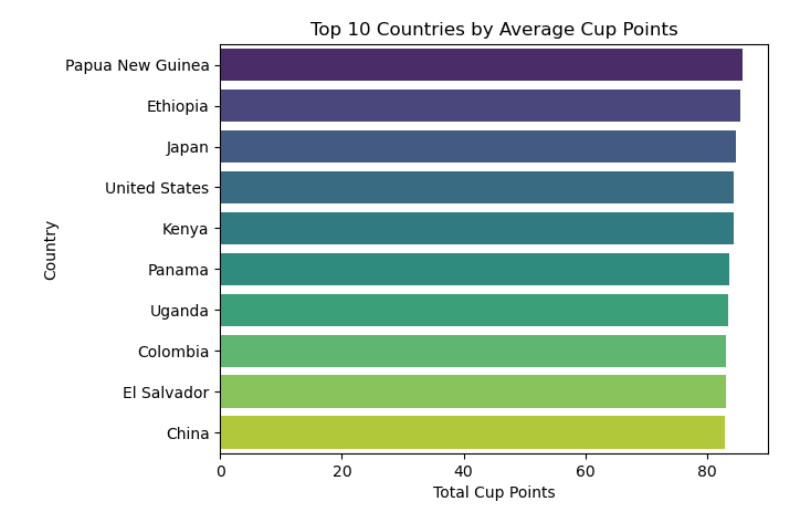 Top 10 Countries by Average Cup Points
Papua New Guinea
Ethiopia
Japan
United States
Kenya
Panama
Uganda
Colombia
El Salvador
China
Country
0 20 40 60 80
Total Cup Points